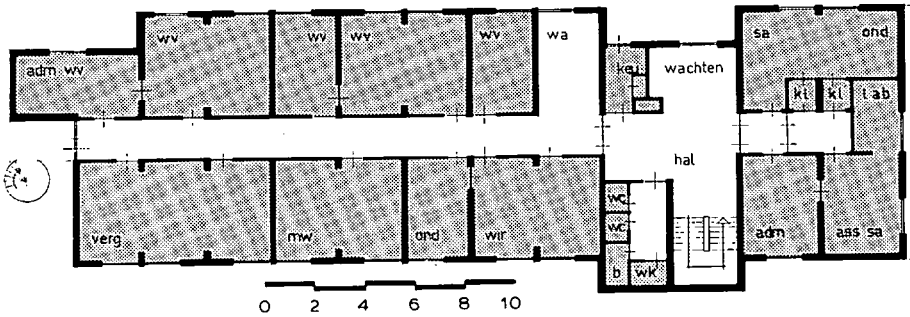 wv
wv
wv
wv
wa
sa
ond
adm wv
keu
wachten
kl
kl
lab
hal
wc
wc
verg
mw
ond
wir
adm
ass sa
b
wk
0 2 4 6 8 10